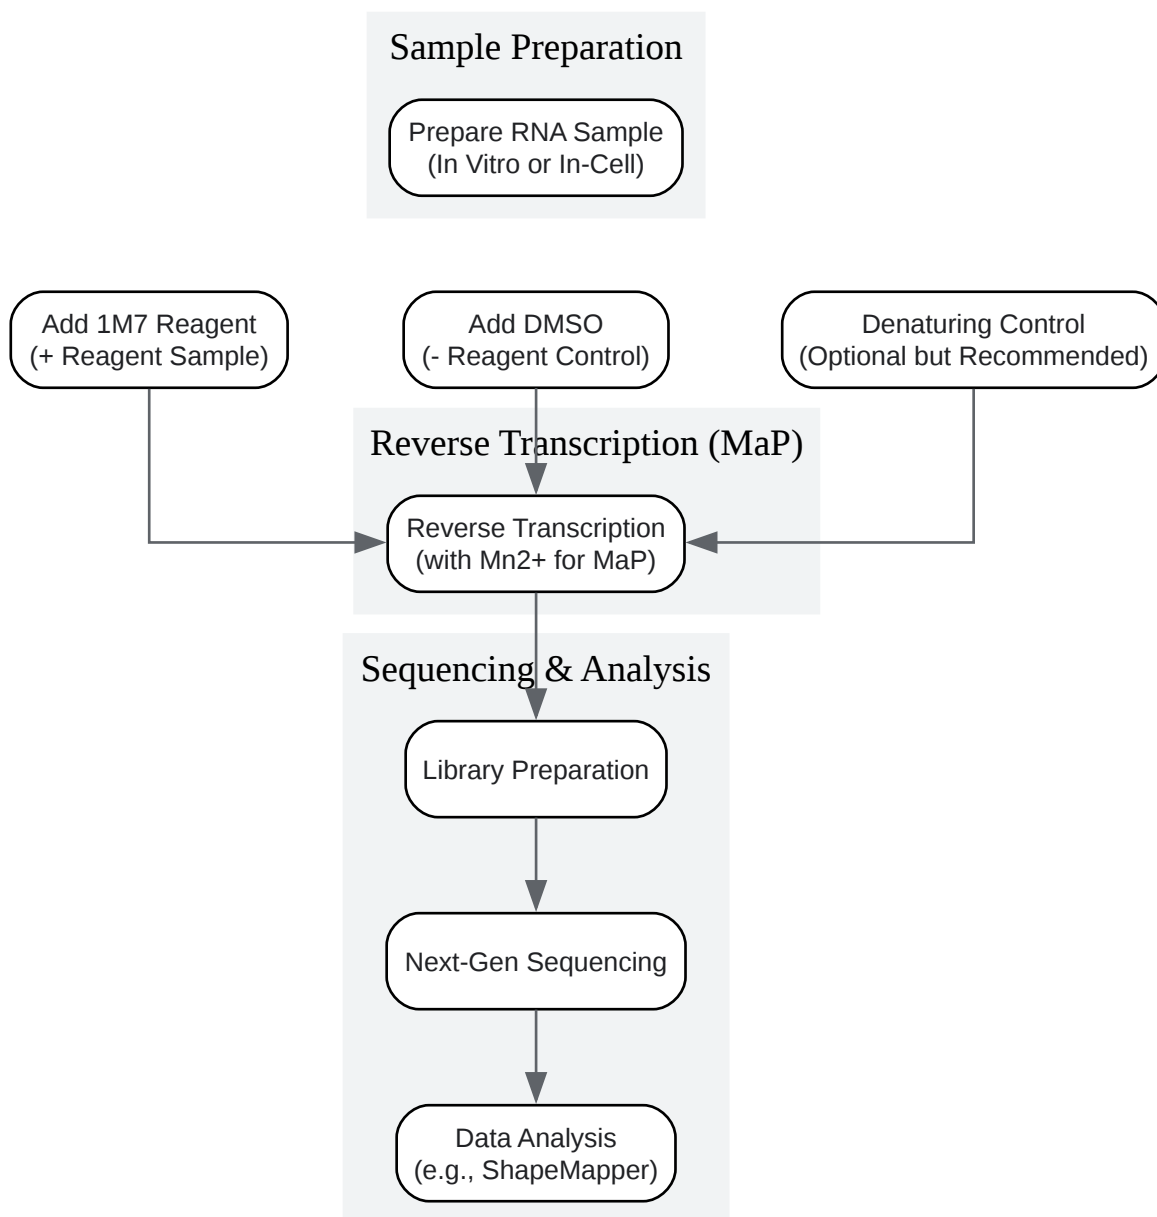 Sample Preparation
Prepare RNA Sample
(In Vitro or In-Cell)
Add 1M7 Reagent
(+ Reagent Sample)
Add DMSO
(- Reagent Control)
Denaturing Control
(Optional but Recommended)
Reverse Transcription (MaP)
Reverse Transcription
(with Mn2+ for MaP)
Sequencing & Analysis
Library Preparation
Next-Gen Sequencing
Data Analysis
(e.g., ShapeMapper)